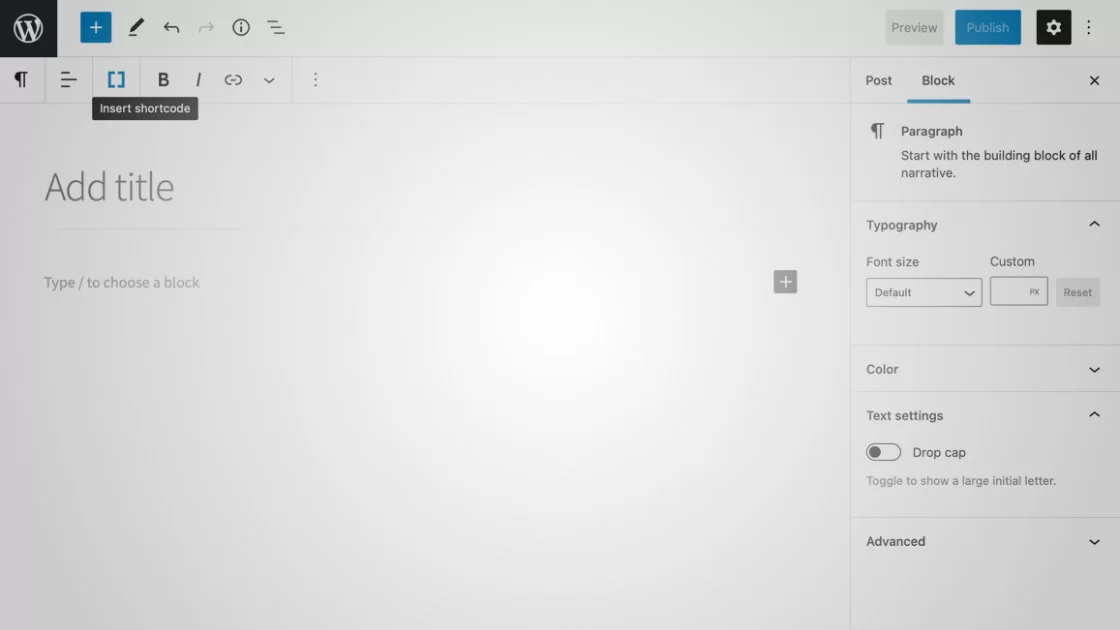 Preview
Publish
B
I
Insert shortcode
Post
Block
Add title
Type / to choose a block
Paragraph
Start with the building block of all
narrative.
Typography
Font size
Custom
Default
PX
Reset
Color
Text settings
Drop cap
Toggle to show a large initial letter.
Advanced